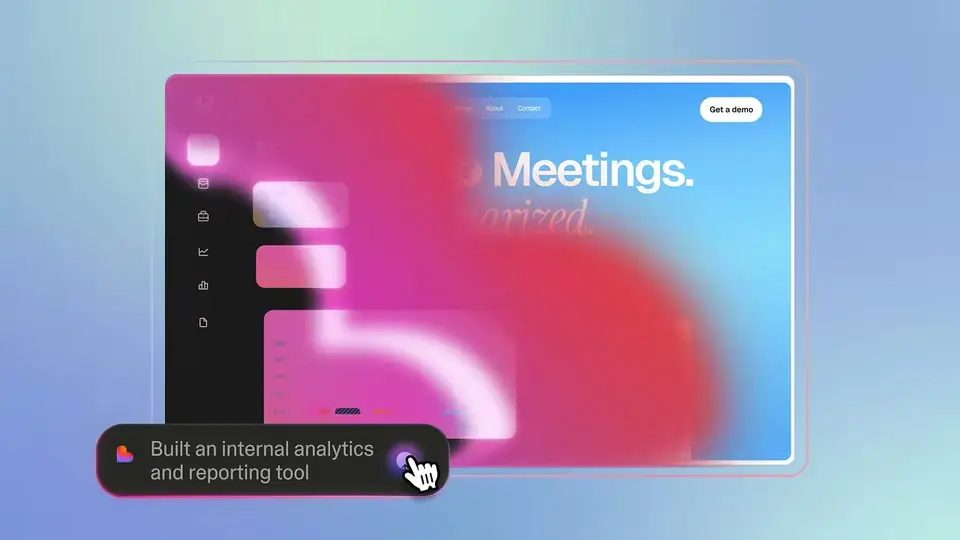 About Contact
Get a demo
Meetings.
Built an internal analytics
and reporting tool